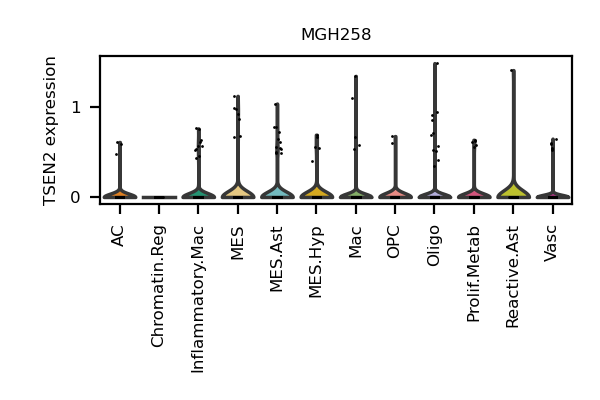 MGH258
TSEN2 expression
1
0
AC
Chromatin.Reg
Inflammatory.Mac
MES
MES.Ast
MES.Hyp
Mac
OPC
Oligo
Prolif.Metab
Reactive.Ast
Vasc